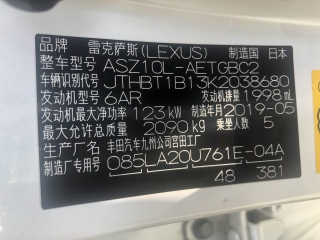 品牌 雷克萨斯(LEXUS) 制造国 日本
整车型号 ASZ10L-AETGBC2
车辆识别代号 JTHBT1B13K2038680
发动机型号 6AR 发动机排量 1998mL
发动机最大净功率 123kW 制造年月 2019-05
最大允许总质量 2090kg 乘坐人数 5
生产厂名 丰田汽车九州公司宫田工厂
制造厂专用号 085LA20U761E-04A
48 381